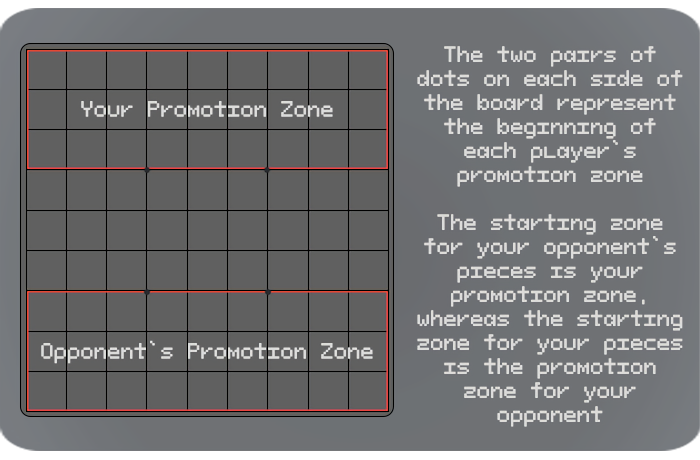 Your Promotion Zone
Opponent`s Promotion Zone
The two pairs of
dots on each side of
the board represent
the beginning of
each player`s
promotion zone
The starting zone
for your opponent`s
pieces is your
promotion zone,
whereas the starting
zone for your pieces
is the promotion
zone for your
opponent